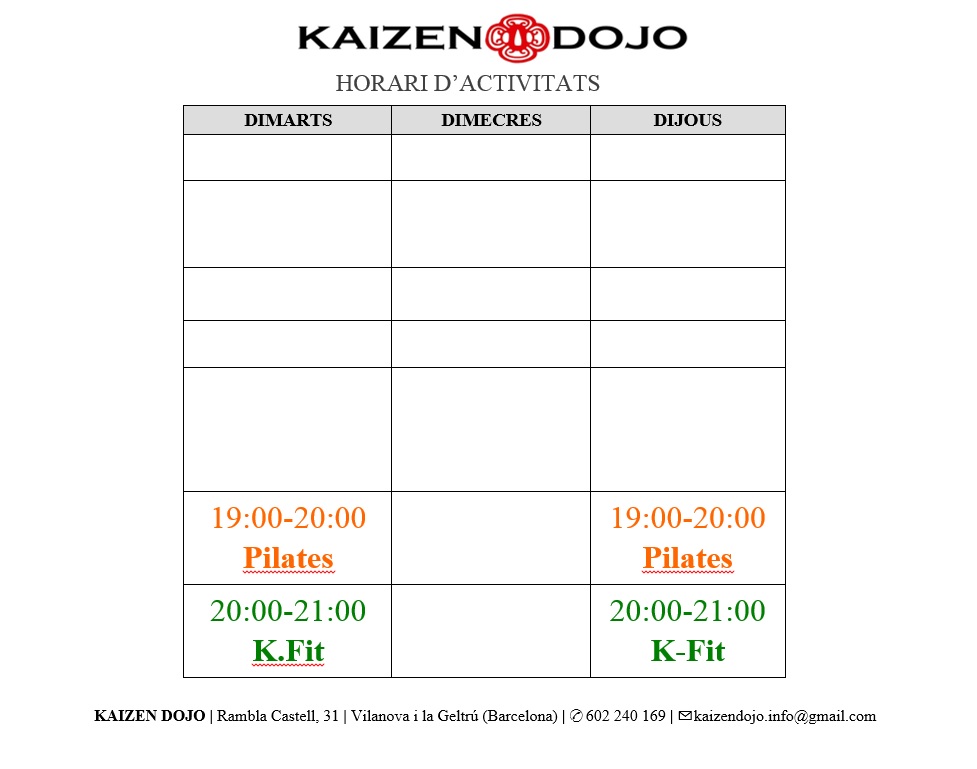 KAIZEN DOJO
HORARI D’ACTIVITATS
DIMARTS DIMECRES DIJOUS
19:00-20:00 19:00-20:00
Pilates Pilates
20:00-21:00 20:00-21:00
K.Fit K-Fit
KAIZEN DOJO | Rambla Castell, 31 | Vilanova i la Geltrú (Barcelona) | ✆ 602 240 169 | 🖂kaizendojo.info@gmail.com